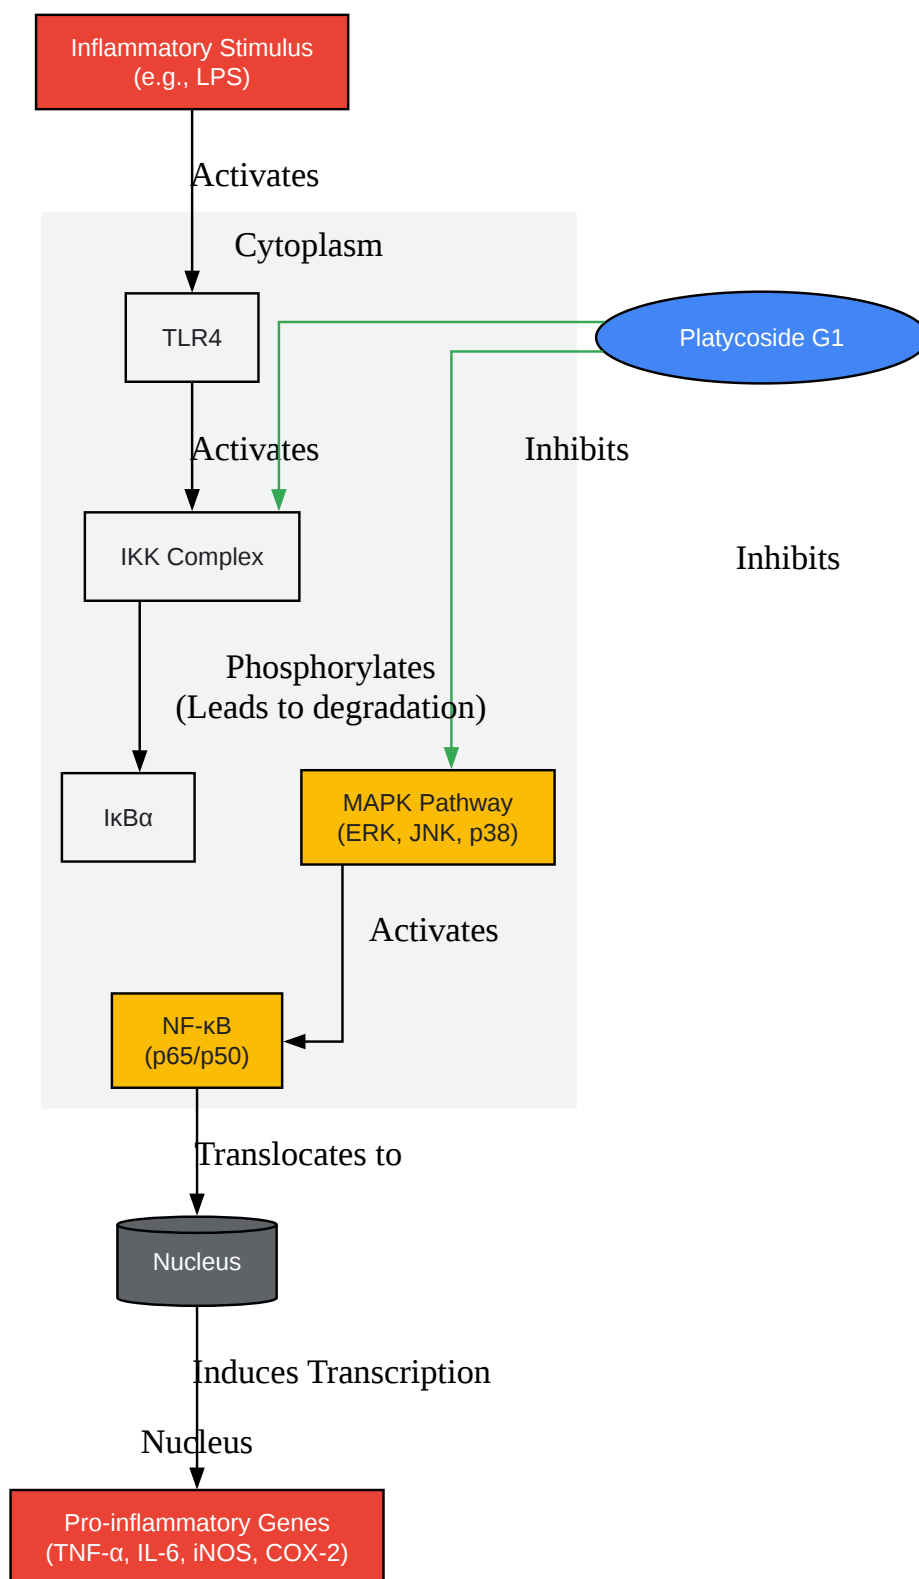 Inflammatory Stimulus
(e.g., LPS)
Activates
Cytoplasm
TLR4
Platycoside G1
Activates
Inhibits
IKK Complex
Inhibits
Phosphorylates
(Leads to degradation)
IκBα
MAPK Pathway
(ERK, JNK, p38)
Activates
NF-κB
(p65/p50)
Translocates to
Nucleus
Induces Transcription
Nucleus
Pro-inflammatory Genes
(TNF-α, IL-6, iNOS, COX-2)